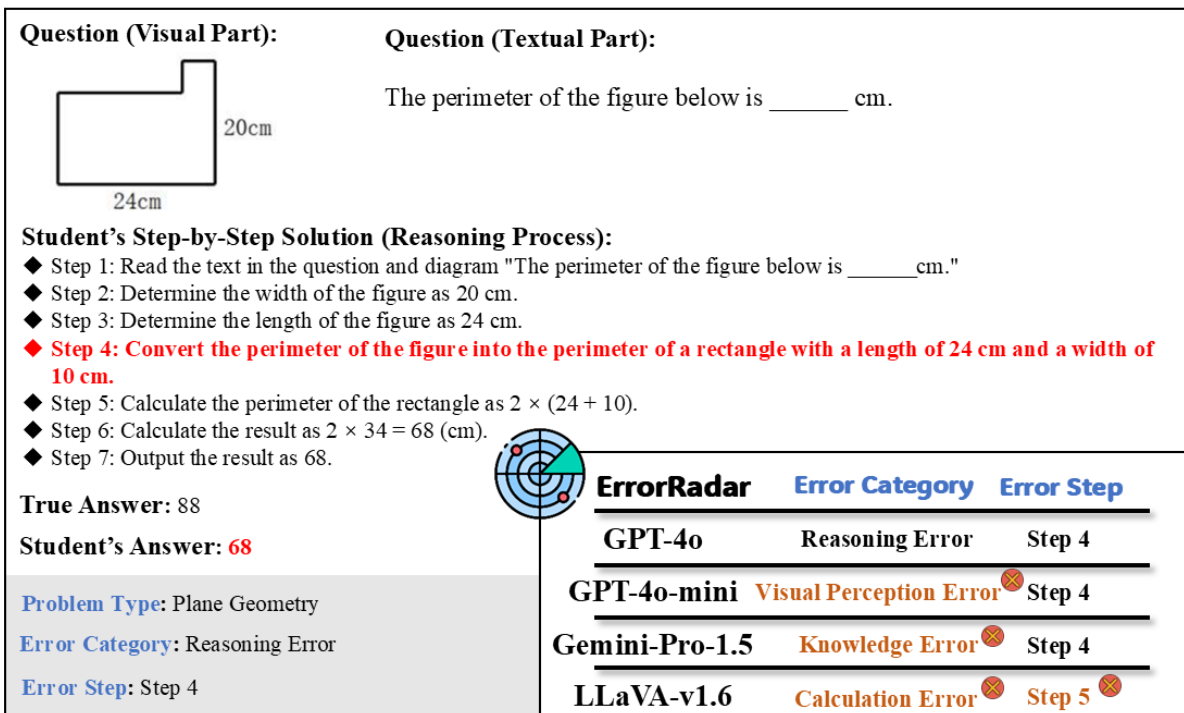 Question (Visual Part):
Question (Textual Part):
The perimeter of the figure below is ______ cm.
20cm
24cm
Student’s Step-by-Step Solution (Reasoning Process):
◆ Step 1: Read the text in the question and diagram "The perimeter of the figure below is ______cm."
◆ Step 2: Determine the width of the figure as 20 cm.
◆ Step 3: Determine the length of the figure as 24 cm.
◆ Step 4: Convert the perimeter of the figure into the perimeter of a rectangle with a length of 24 cm and a width of
10 cm.
◆ Step 5: Calculate the perimeter of the rectangle as 2 × (24 + 10).
◆ Step 6: Calculate the result as 2 × 34 = 68 (cm).
◆ Step 7: Output the result as 68.
True Answer: 88
Student’s Answer: 68
Problem Type: Plane Geometry
Error Category: Reasoning Error
Error Step: Step 4
ErrorRadar Error Category Error Step
GPT-4o Reasoning Error Step 4
GPT-4o-mini Visual Perception Error Step 4
Gemini-Pro-1.5 Knowledge Error Step 4
LLaVA-v1.6 Calculation Error Step 5